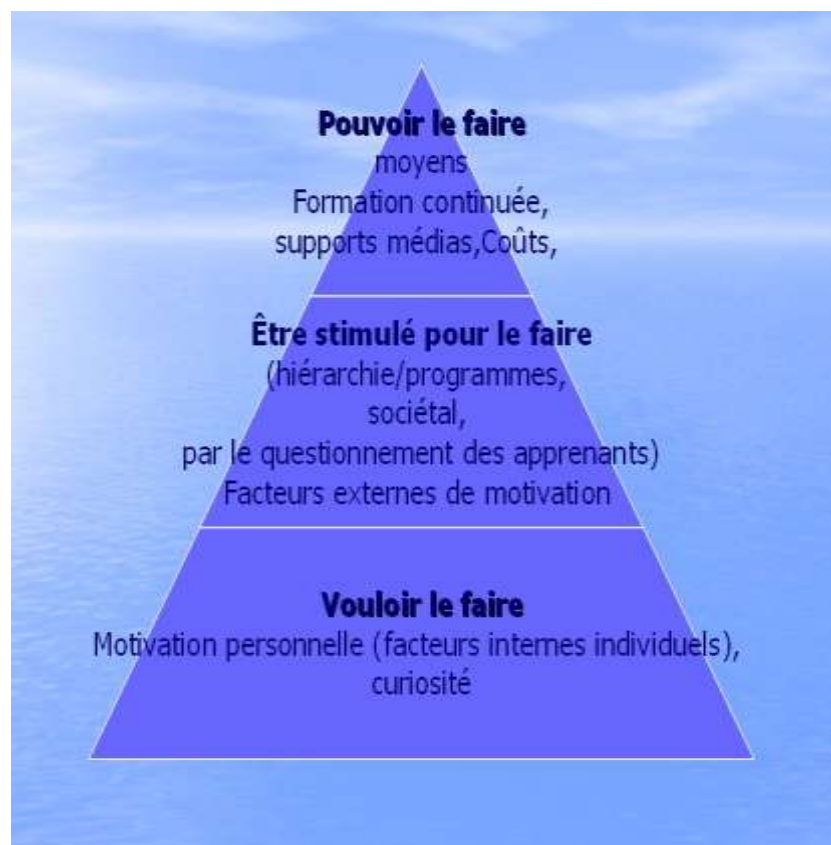 Pouvoir le faire
moyens
Formation continuée,
supports médias,Coûts,
Être stimulé pour le faire
(hiérarchie/programmes,
sociétal,
par le questionnement des apprenants)
Facteurs externes de motivation
Vouloir le faire
Motivation personnelle (facteurs internes individuels),
curiosité